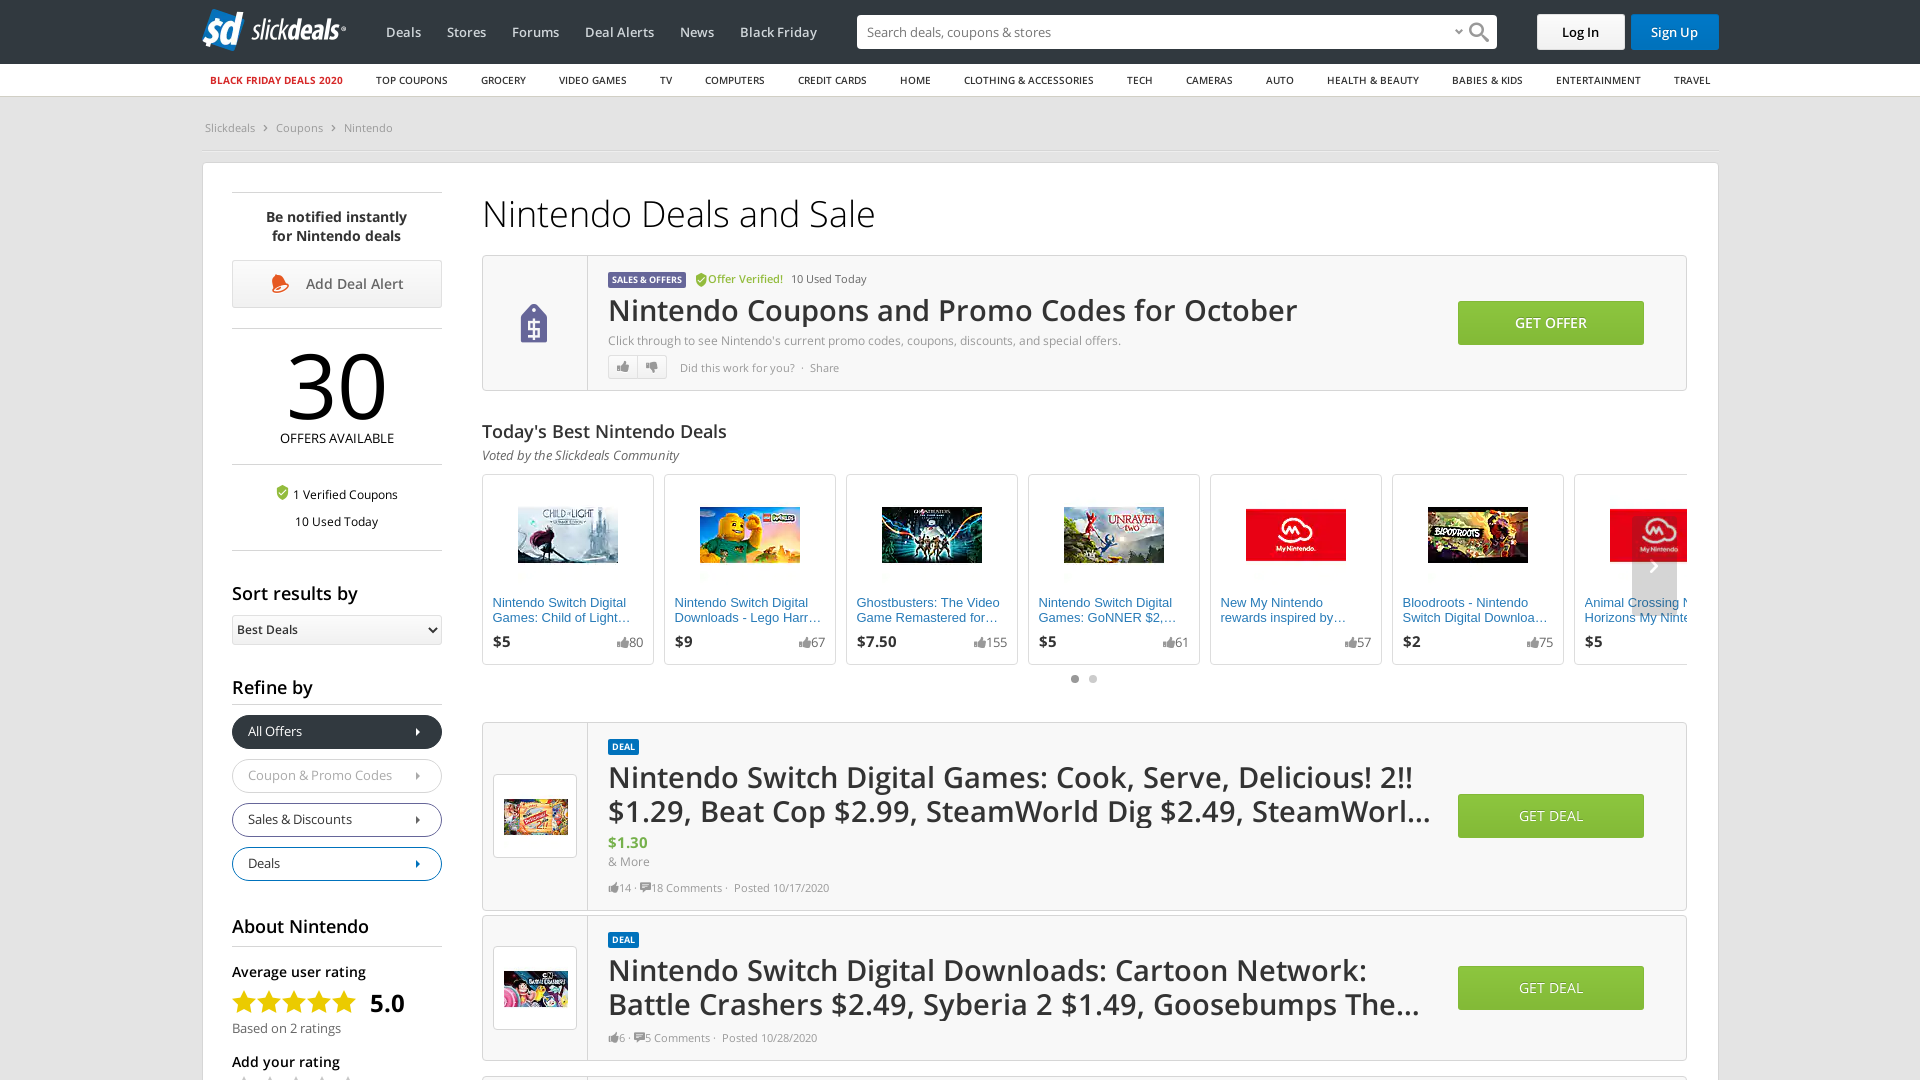 sd slickdeals
Deals
Stores
Forums
Deal Alerts
News
Black Friday
Search deals, coupons & stores
Log In
Sign Up
BLACK FRIDAY DEALS 2020
TOP COUPONS
GROCERY
VIDEO GAMES
TV
COMPUTERS
CREDIT CARDS
HOME
CLOTHING & ACCESSORIES
TECH
CAMERAS
AUTO
HEALTH & BEAUTY
BABIES & KIDS
ENTERTAINMENT
TRAVEL
Slickdeals > Coupons > Nintendo
Be notified instantly
for Nintendo deals
Add Deal Alert
30
OFFERS AVAILABLE
1 Verified Coupons
10 Used Today
Sort results by
Best Deals
Refine by
All Offers
Coupon & Promo Codes
Sales & Discounts
Deals
About Nintendo
Average user rating
5.0
Based on 2 ratings
Add your rating
Nintendo Deals and Sale
SALES & OFFERS
Offer Verified!
10 Used Today
Nintendo Coupons and Promo Codes for October
Click through to see Nintendo's current promo codes, coupons, discounts, and special offers.
Did this work for you? · Share
GET OFFER
Today's Best Nintendo Deals
Voted by the Slickdeals Community
CHILD OF LIGHT
Nintendo Switch Digital
Games: Child of Light…
$5
80
WORLDS
Nintendo Switch Digital
Downloads - Lego Harr…
$9
67
GHOSTBUSTERS
Ghostbusters: The Video
Game Remastered for…
$7.50
155
UNRAVEL
two
Nintendo Switch Digital
Games: GoNNER $2,…
$5
61
My Nintendo.
New My Nintendo
rewards inspired by…
57
BLOODROOTS
Bloodroots - Nintendo
Switch Digital Downloa…
$2
75
My Nintendo
Animal Crossing N
Horizons My Ninte
$5
DEAL
Nintendo Switch Digital Games: Cook, Serve, Delicious! 2!!
$1.29, Beat Cop $2.99, SteamWorld Dig $2.49, SteamWorl...
$1.30
& More
14 · 18 Comments · Posted 10/17/2020
GET DEAL
DEAL
Nintendo Switch Digital Downloads: Cartoon Network:
Battle Crashers $2.49, Syberia 2 $1.49, Goosebumps The...
6 · 5 Comments · Posted 10/28/2020
GET DEAL